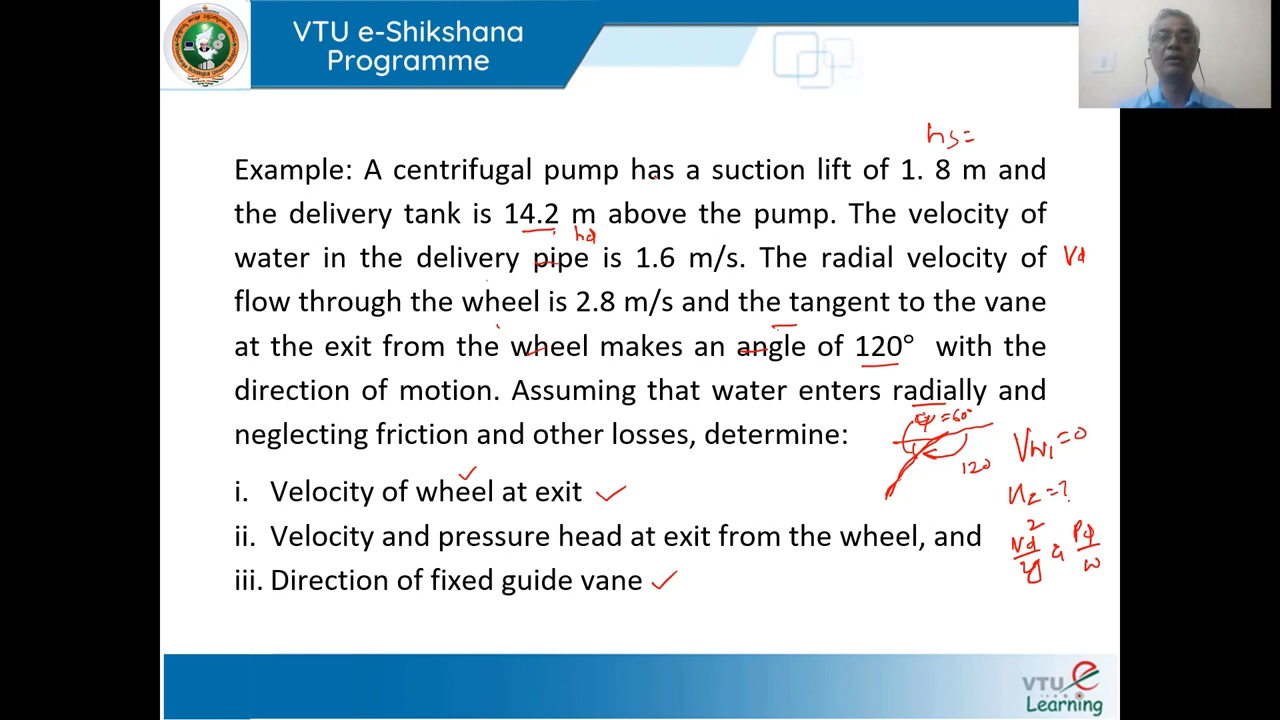 VTU e-Shikshana
Programme
hs=
Example: A centrifugal pump has a suction lift of 1. 8 m and
the delivery tank is 14.2 m above the pump. The velocity of
hd
water in the delivery pipe is 1.6 m/s. The radial velocity of Vd
flow through the wheel is 2.8 m/s and the tangent to the vane
at the exit from the wheel makes an angle of 120° with the
direction of motion. Assuming that water enters radially and
=60°
neglecting friction and other losses, determine:
120
Vw1=0
i. Velocity of wheel at exit
u2=?
ii. Velocity and pressure head at exit from the wheel, and
iii. Direction of fixed guide vane
VTU e
Learning